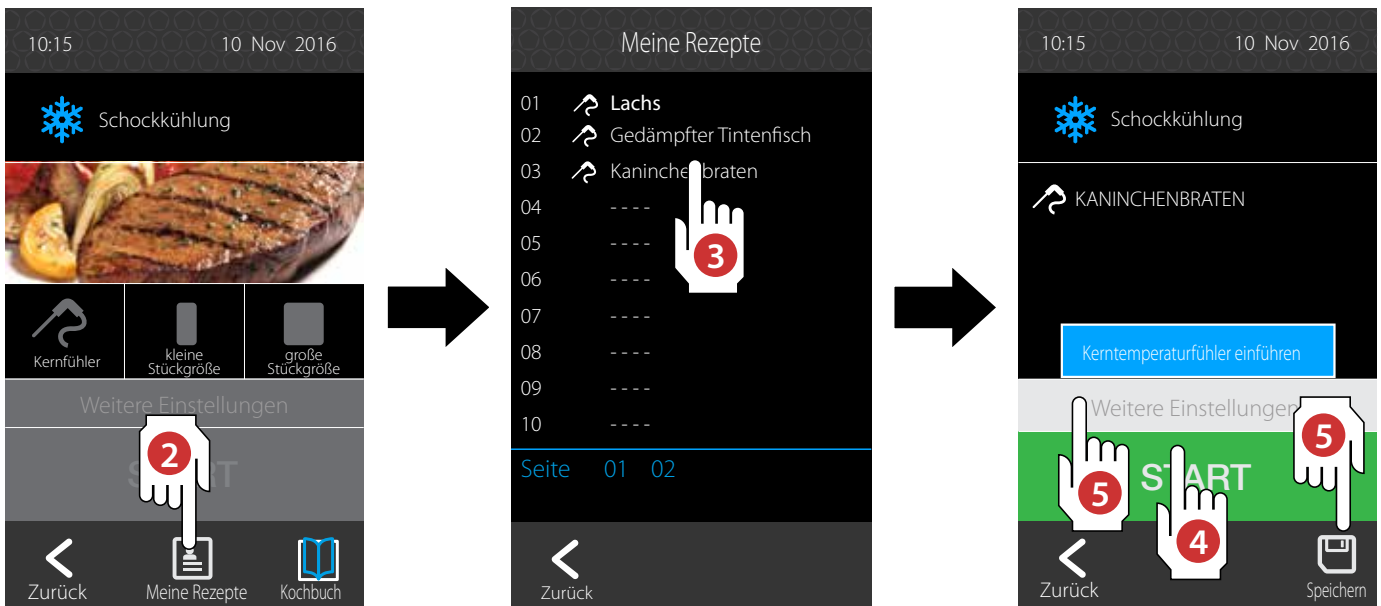 10:15 10 Nov 2016
Schockkühlung
Kernfühler
kleine
Stückgröße
große
Stückgröße
Weitere Einstellungen
START
2
Zurück
Meine Rezepte
Kochbuch
Meine Rezepte
01 Lachs
02 Gedämpfter Tintenfisch
03 Kaninchenbraten
04 ----
05 ----
06 ----
07 ----
08 ----
09 ----
10 ----
3
Seite 01 02
Zurück
10:15 10 Nov 2016
Schockkühlung
KANINCHENBRATEN
Kerntemperaturfühler einführen
Weitere Einstellungen
5
START
5
4
Zurück
Speichern